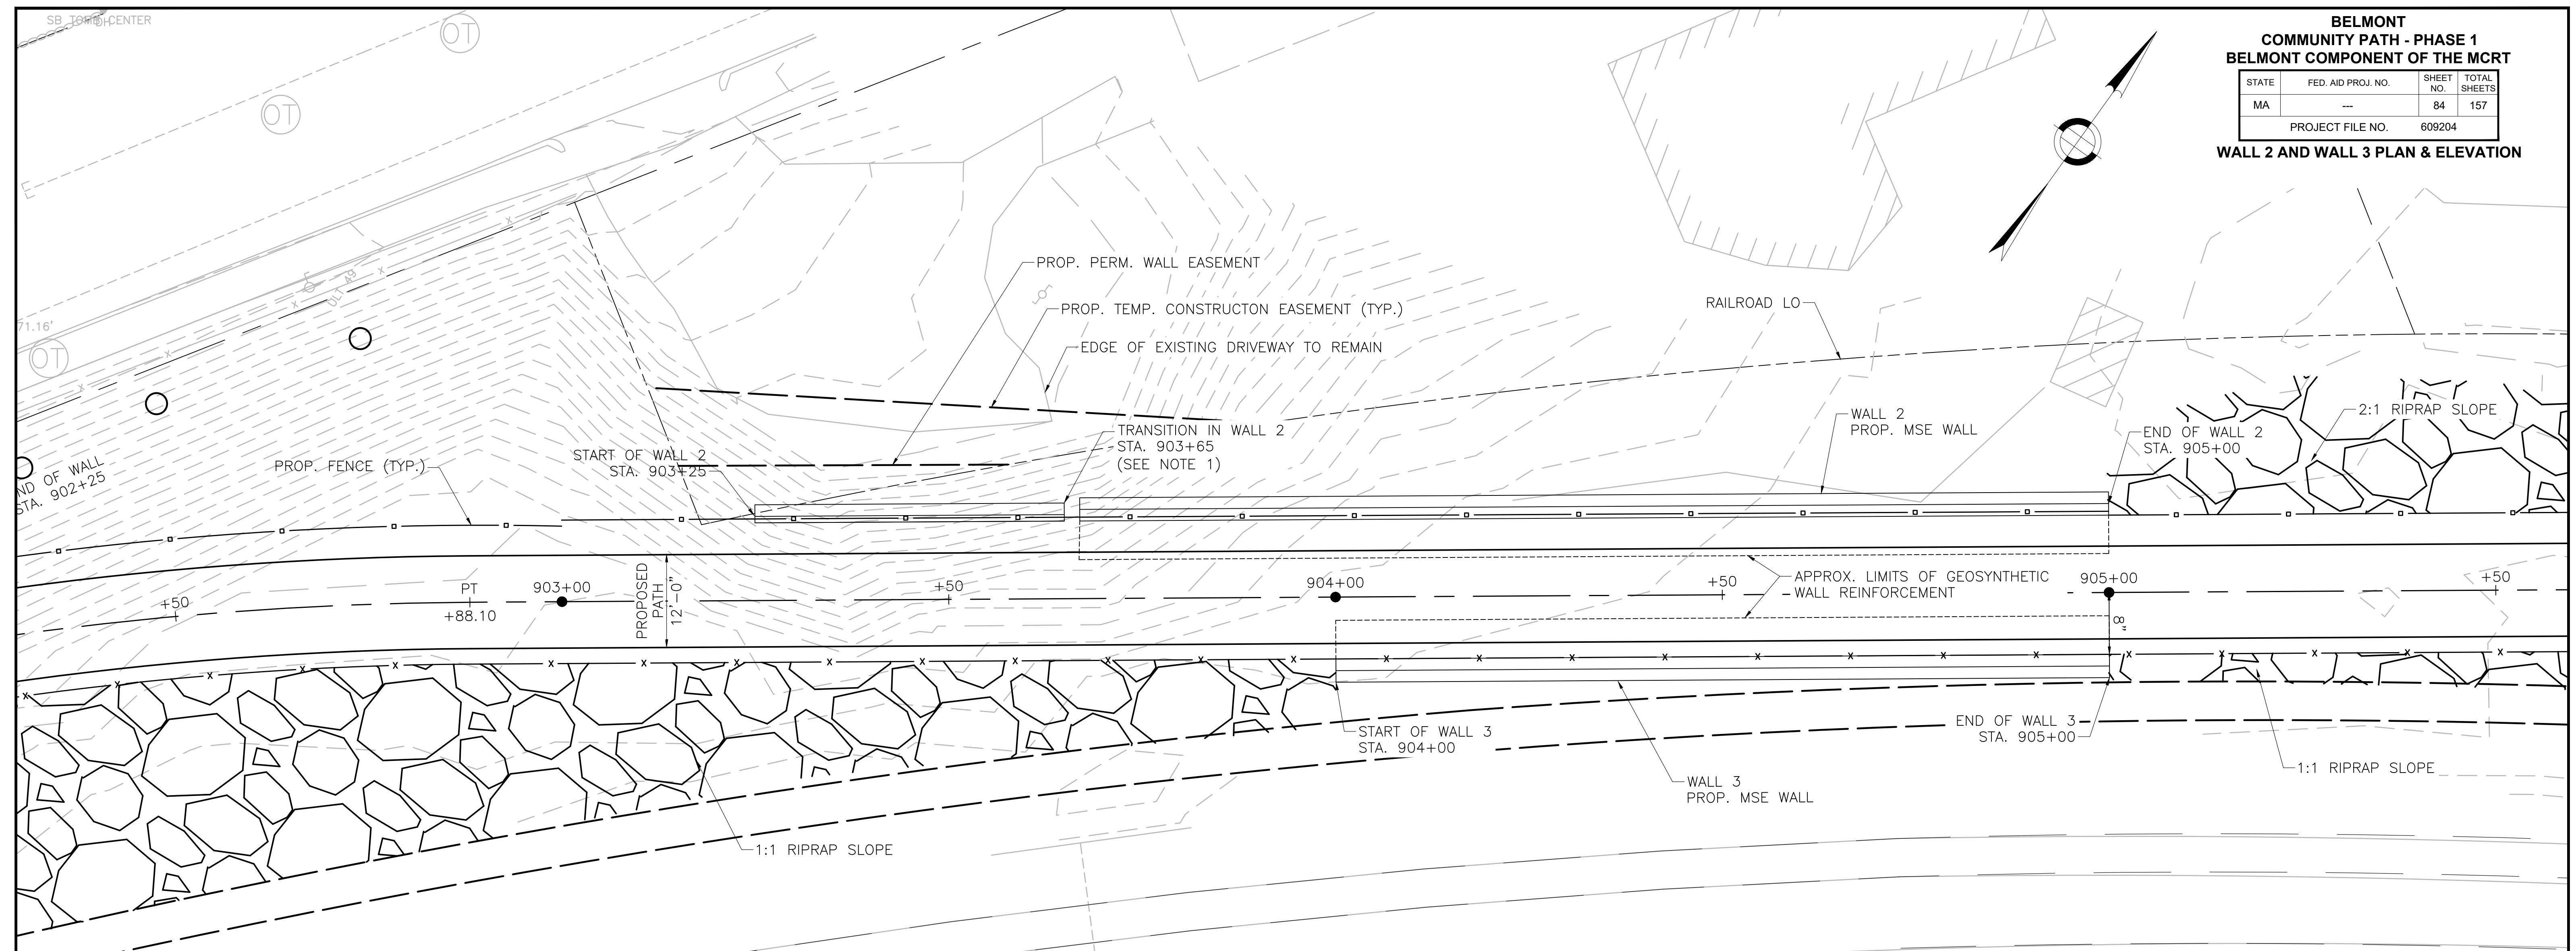 SB TOMB CENTER
OH
BELMONT
COMMUNITY PATH - PHASE 1
BELMONT COMPONENT OF THE MCRT
STATE FED. AID PROJ. NO. SHEET NO. TOTAL SHEETS
MA --- 84 157
PROJECT FILE NO. 609204
WALL 2 AND WALL 3 PLAN & ELEVATION
OT
OT
OT
71.16'
PROP. PERM. WALL EASEMENT
PROP. TEMP. CONSTRUCTON EASEMENT (TYP.)
EDGE OF EXISTING DRIVEWAY TO REMAIN
RAILROAD LO
WALL 2
PROP. MSE WALL
2:1 RIPRAP SLOPE
TRANSITION IN WALL 2
STA. 903+65
(SEE NOTE 1)
END OF WALL 2
STA. 905+00
START OF WALL 2
STA. 903+25
PROP. FENCE (TYP.)
ND OF WALL
STA. 902+25
+50
PT
+88.10
903+00
PROPOSED
PATH
12'-0"
+50
904+00
+50
APPROX. LIMITS OF GEOSYNTHETIC
WALL REINFORCEMENT
905+00
+50
8"
START OF WALL 3
STA. 904+00
END OF WALL 3
STA. 905+00
WALL 3
PROP. MSE WALL
1:1 RIPRAP SLOPE
1:1 RIPRAP SLOPE